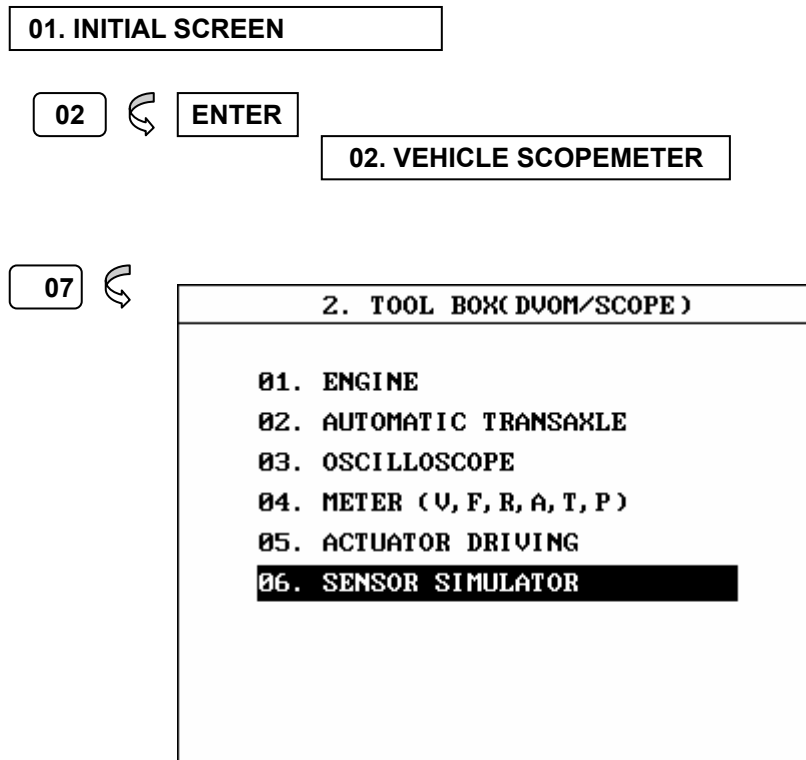 01. INITIAL SCREEN
02 ENTER
02. VEHICLE SCOPEMETER
07
2. TOOL BOX(DVOM/SCOPE)
01. ENGINE
02. AUTOMATIC TRANSAXLE
03. OSCILLOSCOPE
04. METER (V,F,R,A,T,P)
05. ACTUATOR DRIVING
06. SENSOR SIMULATOR